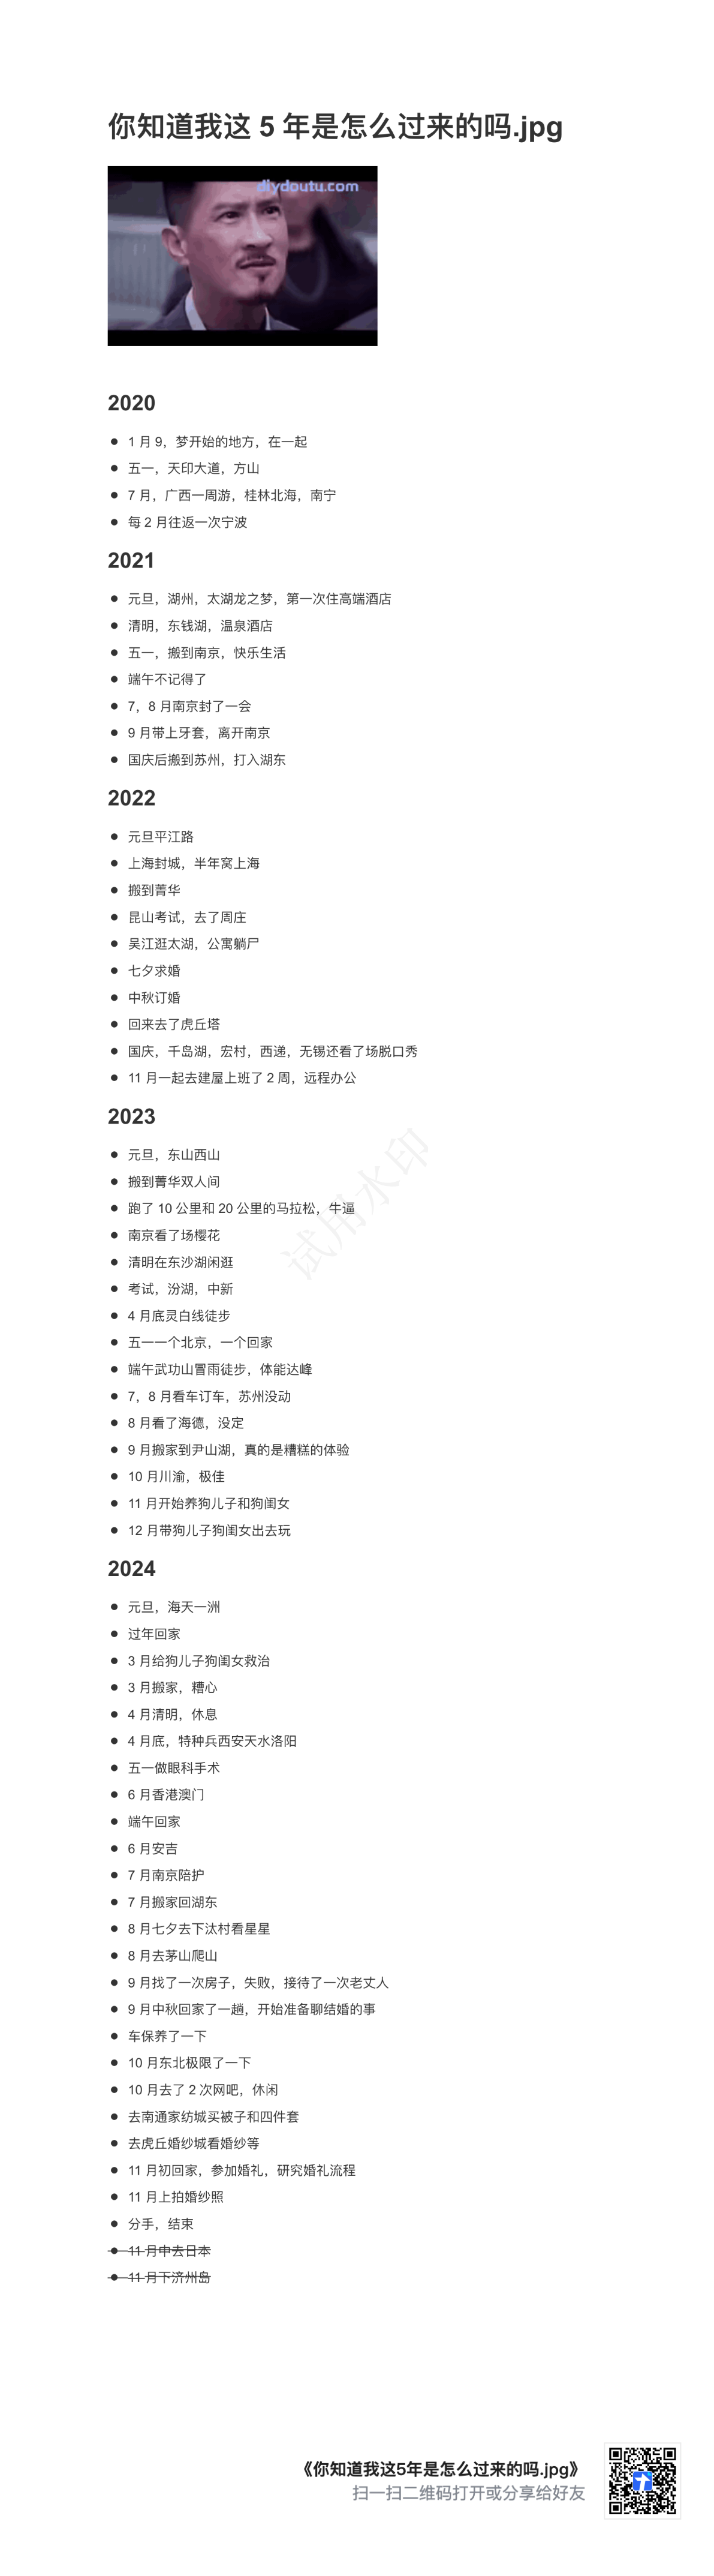 你知道我这 5 年是怎么过来的吗.jpg
diydoutu.com
2020
1 月 9，梦开始的地方，在一起
五一，天印大道，方山
7 月，广西一周游，桂林北海，南宁
每 2 月往返一次宁波
2021
元旦，湖州，太湖龙之梦，第一次住高端酒店
清明，东钱湖，温泉酒店
五一，搬到南京，快乐生活
端午不记得了
7，8 月南京封了一会
9 月带上牙套，离开南京
国庆后搬到苏州，打入湖东
2022
元旦平江路
上海封城，半年窝上海
搬到菁华
昆山考试，去了周庄
吴江逛太湖，公寓躺尸
七夕求婚
中秋订婚
回来去了虎丘塔
国庆，千岛湖，宏村，西递，无锡还看了场脱口秀
11 月一起去建屋上班了 2 周，远程办公
2023
元旦，东山西山
搬到菁华双人间
跑了 10 公里和 20 公里的马拉松，牛逼
南京看了场樱花
清明在东沙湖闲逛
考试，汾湖，中新
4 月底灵白线徒步
五一一个北京，一个回家
端午武功山冒雨徒步，体能达峰
7，8 月看车订车，苏州没动
8 月看了海德，没定
9 月搬家到尹山湖，真的是糟糕的体验
10 月川渝，极佳
11 月开始养狗儿子和狗闺女
12 月带狗儿子狗闺女出去玩
试用水印
2024
元旦，海天一洲
过年回家
3 月给狗儿子狗闺女救治
3 月搬家，糟心
4 月清明，休息
4 月底，特种兵西安天水洛阳
五一做眼科手术
6 月香港澳门
端午回家
6 月安吉
7 月南京陪护
7 月搬家回湖东
8 月七夕去下汰村看星星
8 月去茅山爬山
9 月找了一次房子，失败，接待了一次老丈人
9 月中秋回家了一趟，开始准备聊结婚的事
车保养了一下
10 月东北极限了一下
10 月去了 2 次网吧，休闲
去南通家纺城买被子和四件套
去虎丘婚纱城看婚纱等
11 月初回家，参加婚礼，研究婚礼流程
11 月上拍婚纱照
分手，结束
11 月中去日本
11 月下济州岛
《你知道我这5年是怎么过来的吗.jpg》
扫一扫二维码打开或分享给好友